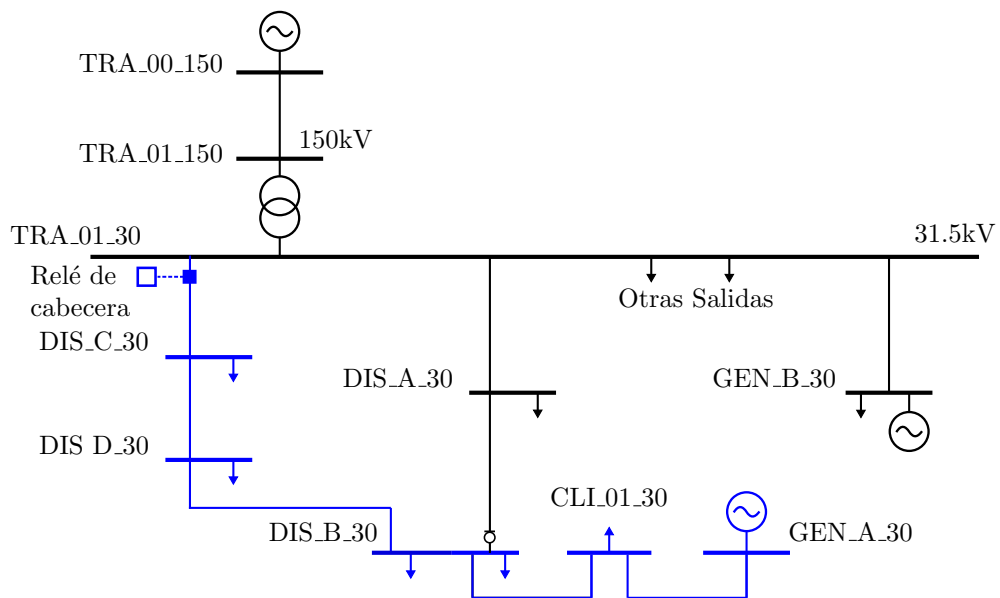 TRA_00_150
150kV
TRA_01_150
TRA_01_30
31.5kV
Relé de
cabecera
Otras Salidas
DIS_C_30
DIS_A_30
GEN_B_30
DIS D_30
CLI_01_30
DIS_B_30
GEN_A_30